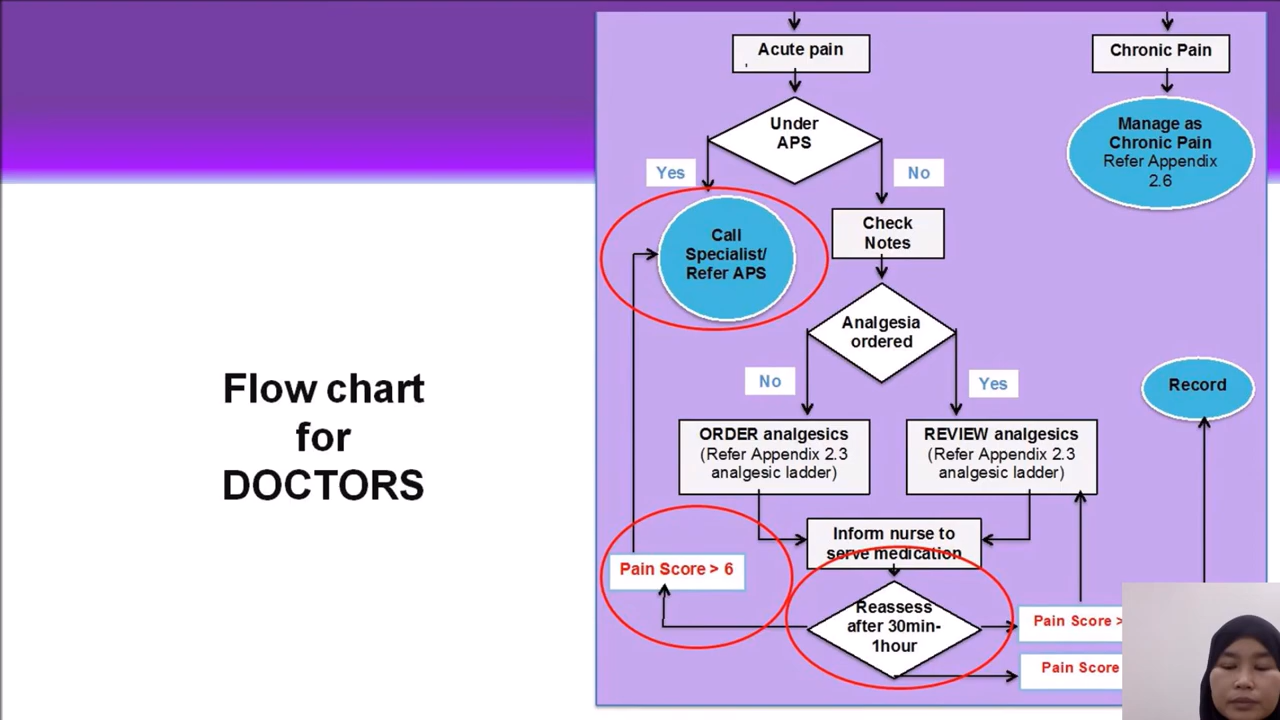 Flow chart
for
DOCTORS
Acute pain
Chronic Pain
Under
APS
Manage as
Chronic Pain
Refer Appendix
2.6
Yes
No
Call
Specialist/
Refer APS
Check
Notes
Analgesia
ordered
No
Yes
Record
ORDER analgesics
(Refer Appendix 2.3
analgesic ladder)
REVIEW analgesics
(Refer Appendix 2.3
analgesic ladder)
Inform nurse to
serve medication
Pain Score > 6
Reassess
after 30min-
1hour
Pain Score >
Pain Score